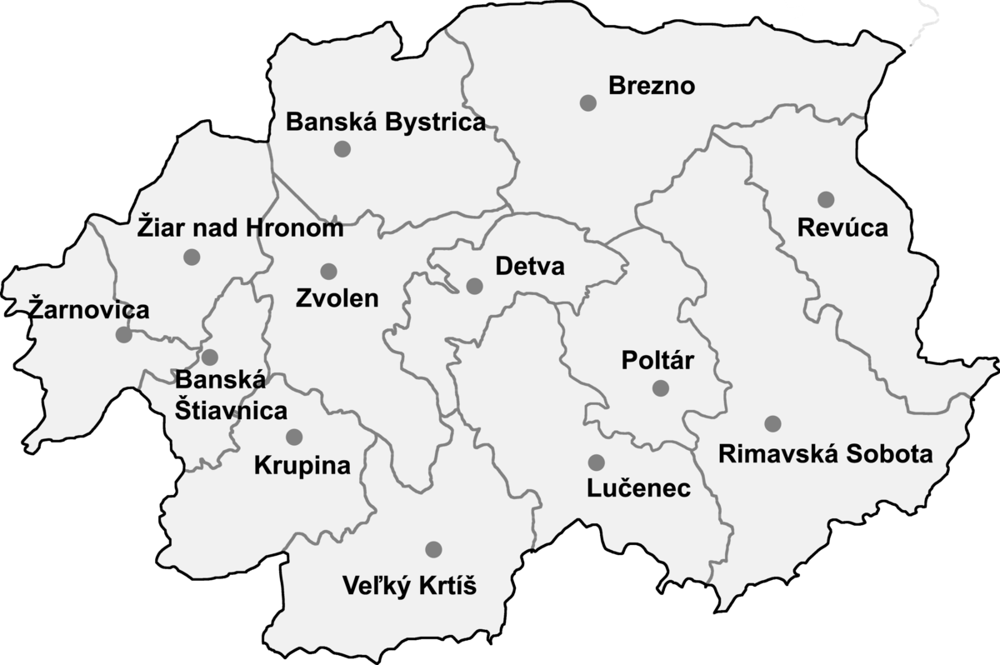 Brezno
Banská Bystrica
Žiar nad Hronom
Revúca
Detva
Zvolen
Žarnovica
Poltár
Banská
Štiavnica
Krupina
Rimavská Sobota
Lučenec
Veľký Krtíš